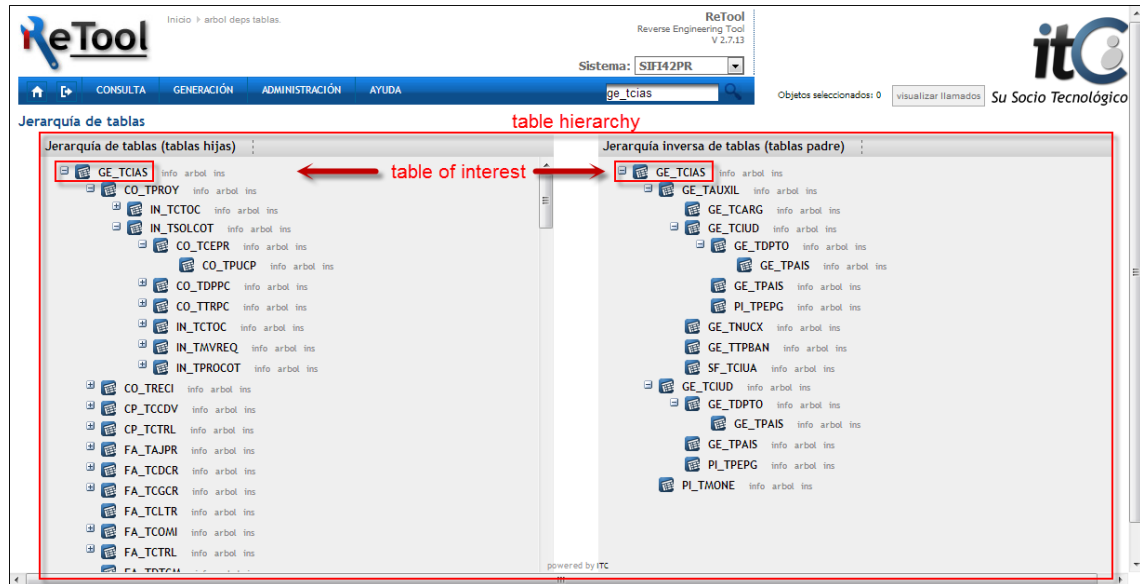 ReTool
Inicio › arbol deps tablas.
ReTool
Reverse Engineering Tool
V 2.7.13
Sistema: SIFI42PR
itC
Su Socio Tecnológico
CONSULTA GENERACIÓN ADMINISTRACIÓN AYUDA
ge_tcias
Objetos seleccionados: 0 visualizar llamados
Jerarquía de tablas
table hierarchy
Jerarquía de tablas (tablas hijas)
GE_TCIAS info arbol ins
CO_TPROY info arbol ins
IN_TCTOC info arbol ins
IN_TSOLCOT info arbol ins
CO_TCEPR info arbol ins
CO_TPUCP info arbol ins
CO_TDPPC info arbol ins
CO_TTRPC info arbol ins
IN_TCTOC info arbol ins
IN_TMVREQ info arbol ins
IN_TPROCOT info arbol ins
CO_TRECI info arbol ins
CP_TCCDV info arbol ins
CP_TCTRL info arbol ins
FA_TAJPR info arbol ins
FA_TCDCR info arbol ins
FA_TCGCR info arbol ins
FA_TCLTR info arbol ins
FA_TCOMI info arbol ins
FA_TCTRL info arbol ins
table of interest
Jerarquía inversa de tablas (tablas padre)
GE_TCIAS info arbol ins
GE_TAUXIL info arbol ins
GE_TCARG info arbol ins
GE_TCIUD info arbol ins
GE_TDPTO info arbol ins
GE_TPAIS info arbol ins
GE_TPAIS info arbol ins
PI_TPEPG info arbol ins
GE_TNUCX info arbol ins
GE_TTPBAN info arbol ins
SF_TCIUA info arbol ins
GE_TCIUD info arbol ins
GE_TDPTO info arbol ins
GE_TPAIS info arbol ins
GE_TPAIS info arbol ins
PI_TPEPG info arbol ins
PI_TMONE info arbol ins
powered by ITC